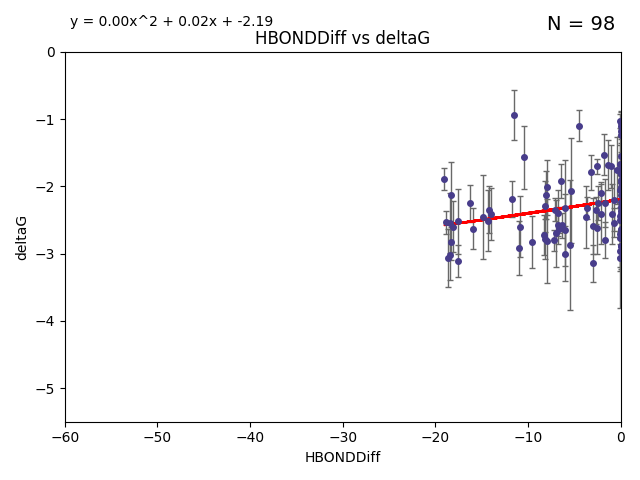 y = 0.00x^2 + 0.02x + -2.19
N = 98
HBONDDiff vs deltaG
0
−1
−2
−3
−4
−5
deltaG
−60
−50
−40
−30
−20
−10
0
HBONDDiff